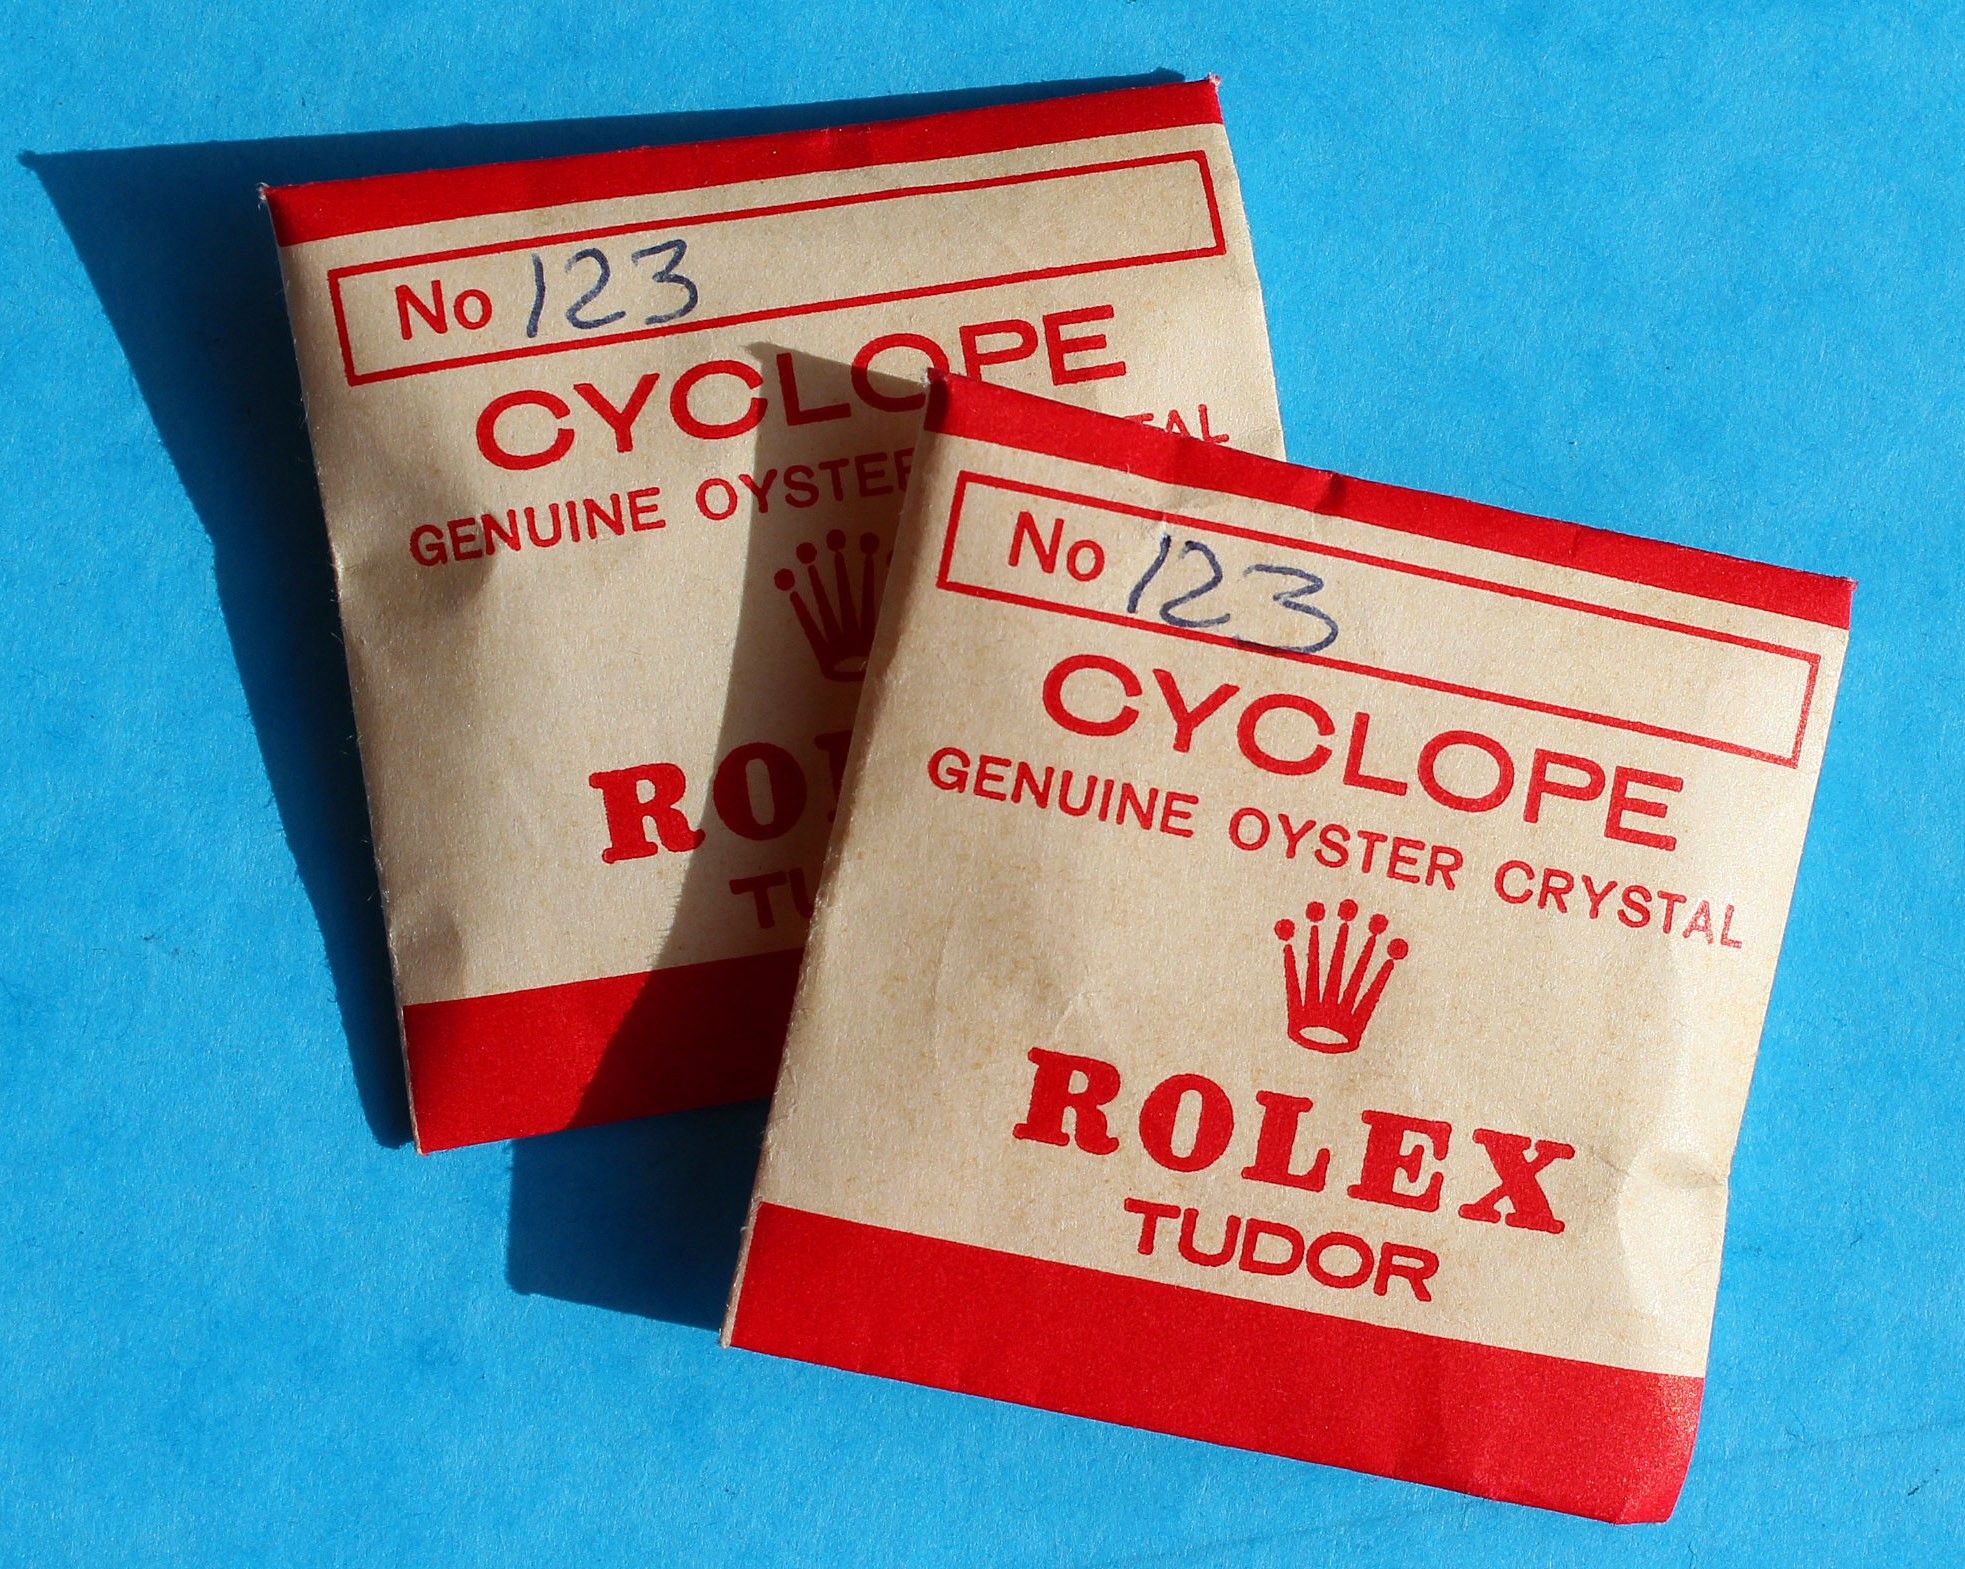 No 123
CYCLOPE
GENUINE OYSTER
No 123
CYCLOPE
GENUINE OYSTER CRYSTAL
ROLEX
TUDOR